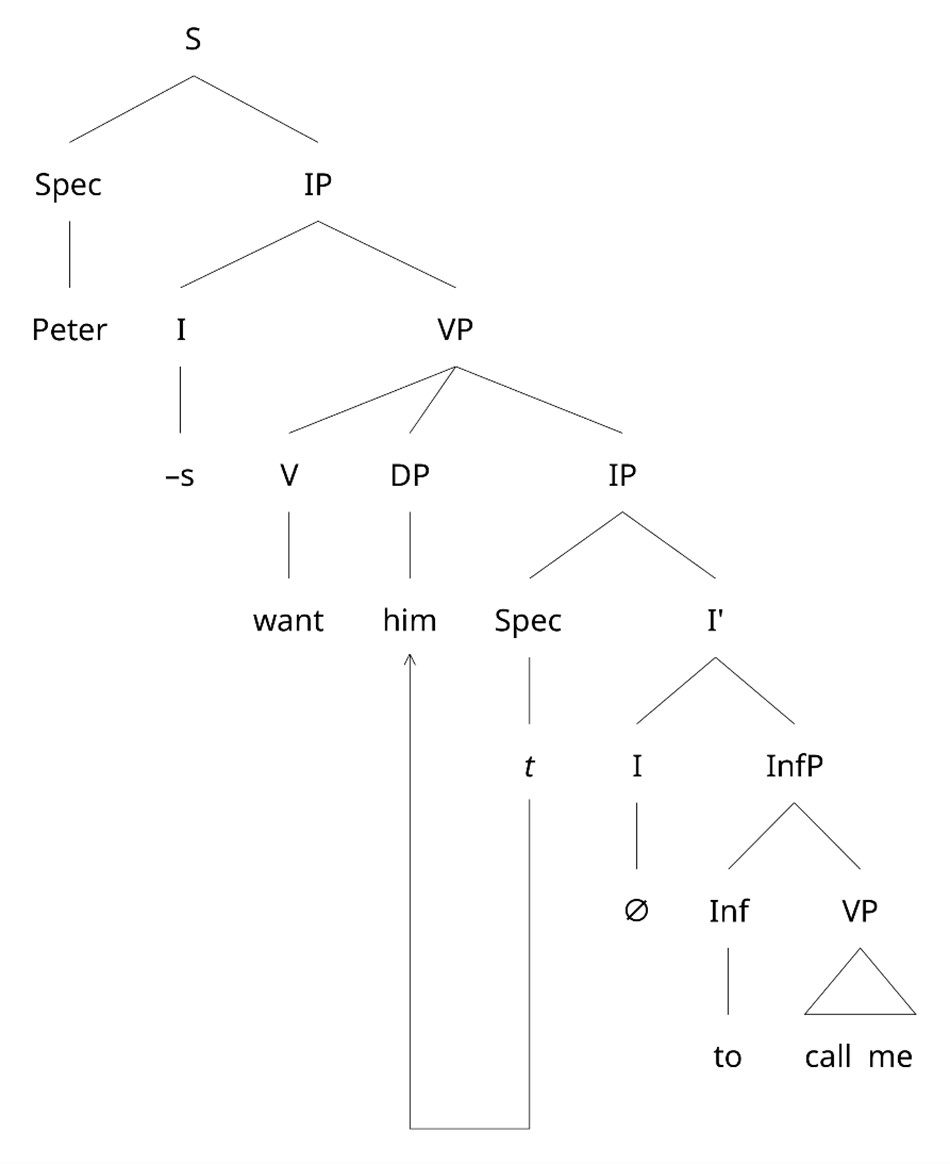 S
Spec IP
Peter I VP
–s V DP IP
want him Spec I'
t I InfP
∅ Inf VP
to call me